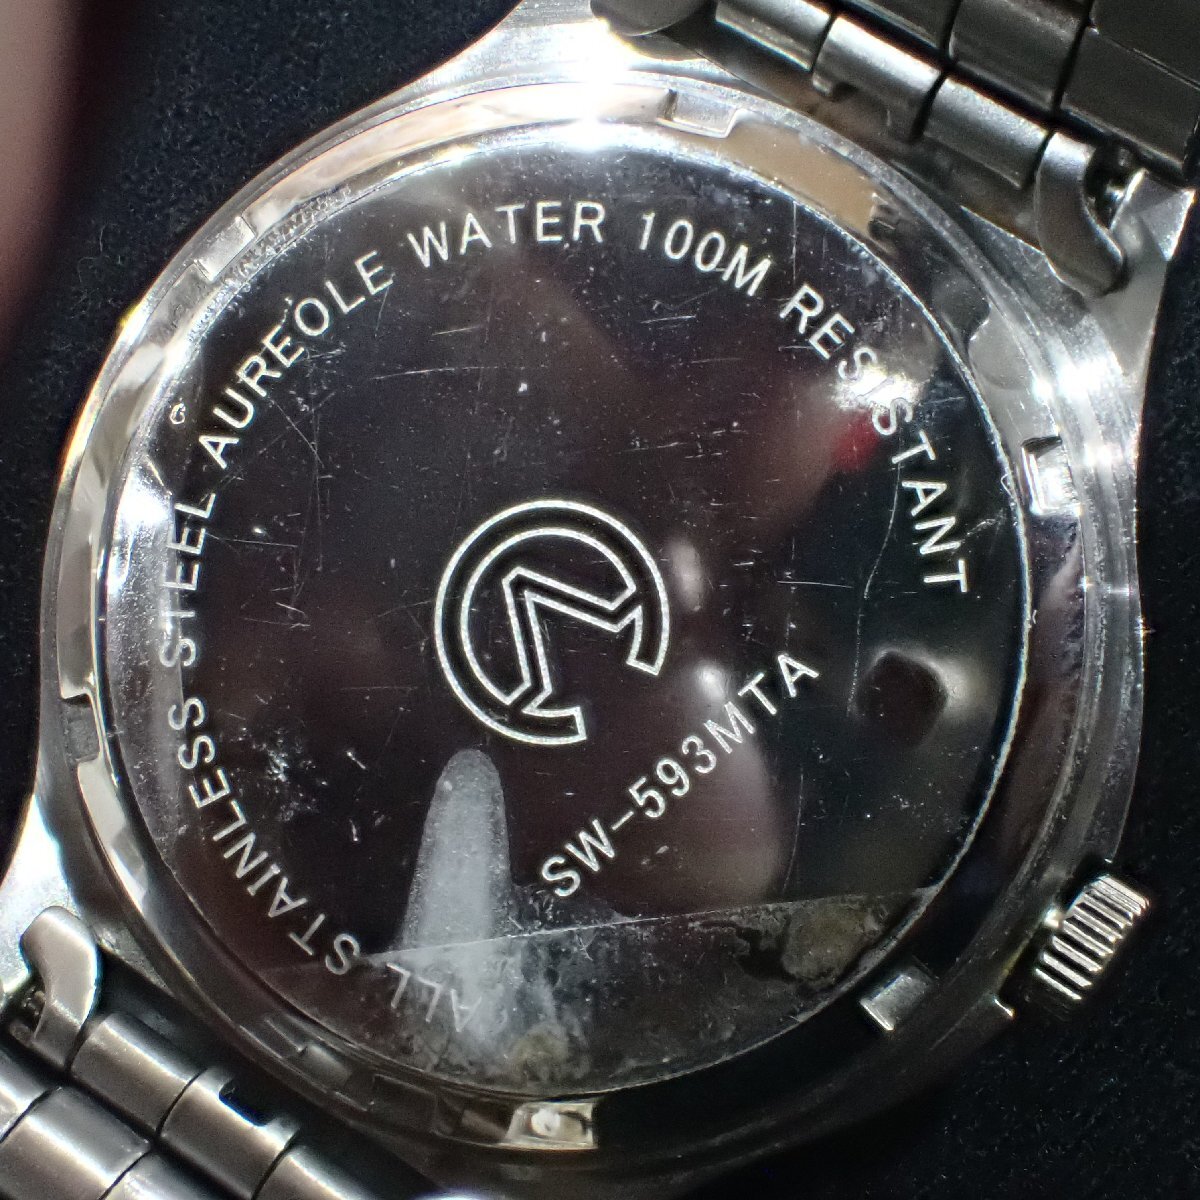 ALL STAINLESS STEEL AUREOLE WATER 100M RESISTANT
SW-593MTA